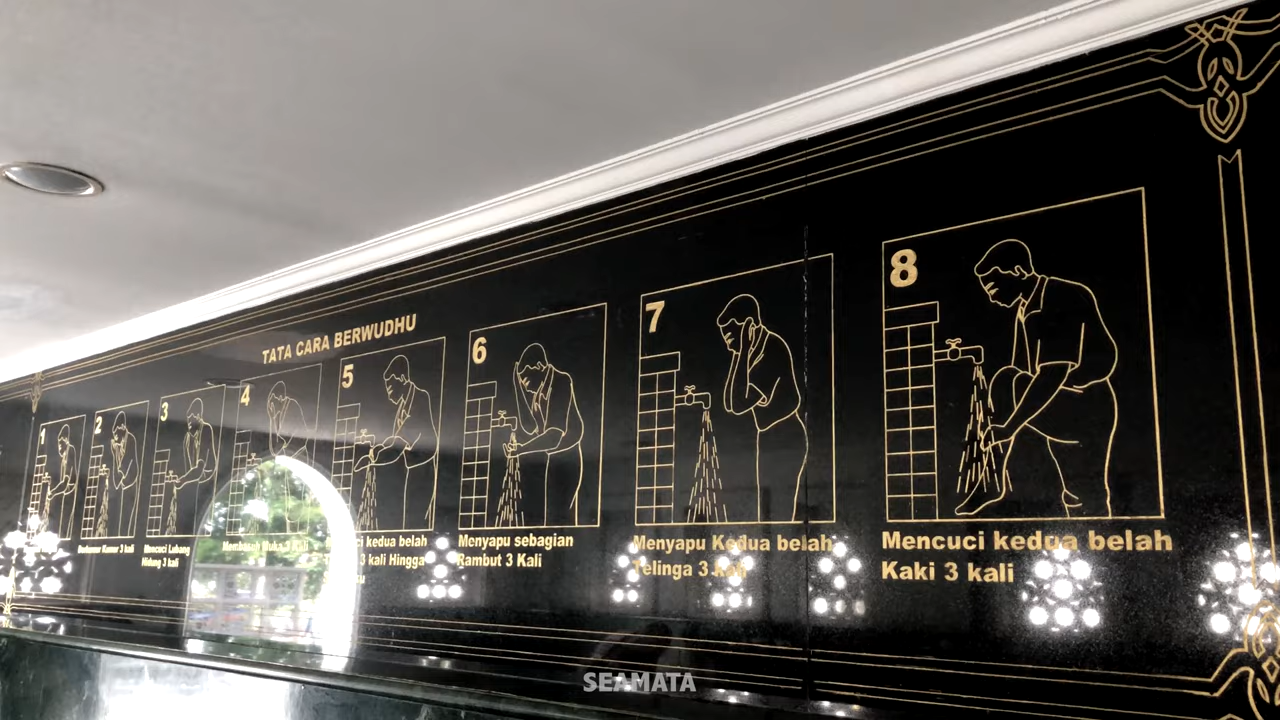 TATA CARA BERWUDHU
1
2
Berkumur Kumur 3 kali
3
Mencuci Lubang
Hidung 3 kali
4
Membasuh Muka 3 Kali
5
kedua belah
3 kali Hingga
6
Menyapu sebagian
Rambut 3 Kali
7
Menyapu Kedua belah
Telinga 3 kali
8
Mencuci kedua belah
Kaki 3 kali
SEAMATA